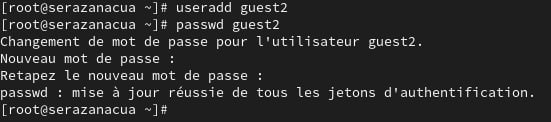 [root@serazanacua ~]# useradd guest2
[root@serazanacua ~]# passwd guest2
Changement de mot de passe pour l'utilisateur guest2.
Nouveau mot de passe :
Retapez le nouveau mot de passe :
passwd : mise à jour réussie de tous les jetons d'authentification.
[root@serazanacua ~]#